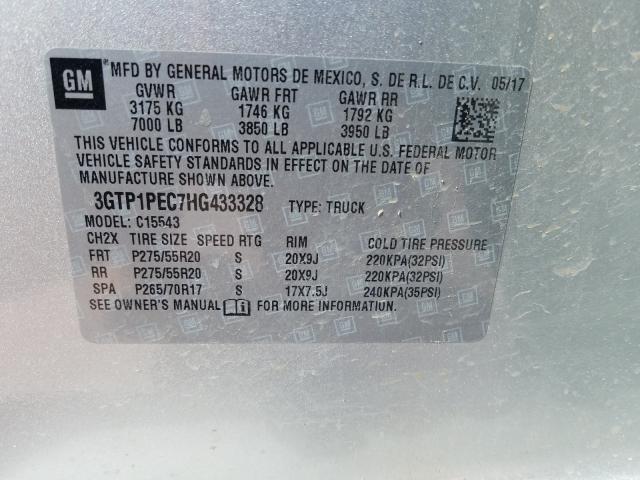 GM MFD BY GENERAL MOTORS DE MEXICO, S. DE R.L. DE C.V. 05/17
GVWR GAWR FRT GAWR RR
3175 KG 1746 KG 1792 KG
7000 LB 3850 LB 3950 LB
THIS VEHICLE CONFORMS TO ALL APPLICABLE U.S. FEDERAL MOTOR
VEHICLE SAFETY STANDARDS IN EFFECT ON THE DATE OF
MANUFACTURE SHOWN ABOVE.
3GTP1PEC7HG433328 TYPE: TRUCK
MODEL: C15543
CH2X TIRE SIZE SPEED RTG RIM COLD TIRE PRESSURE
FRT P275/55R20 S 20X9J 220KPA(32PSI)
RR P275/55R20 S 20X9J 220KPA(32PSI)
SPA P265/70R17 S 17X7.5J 240KPA(35PSI)
SEE OWNER'S MANUAL FOR MORE INFORMATION.